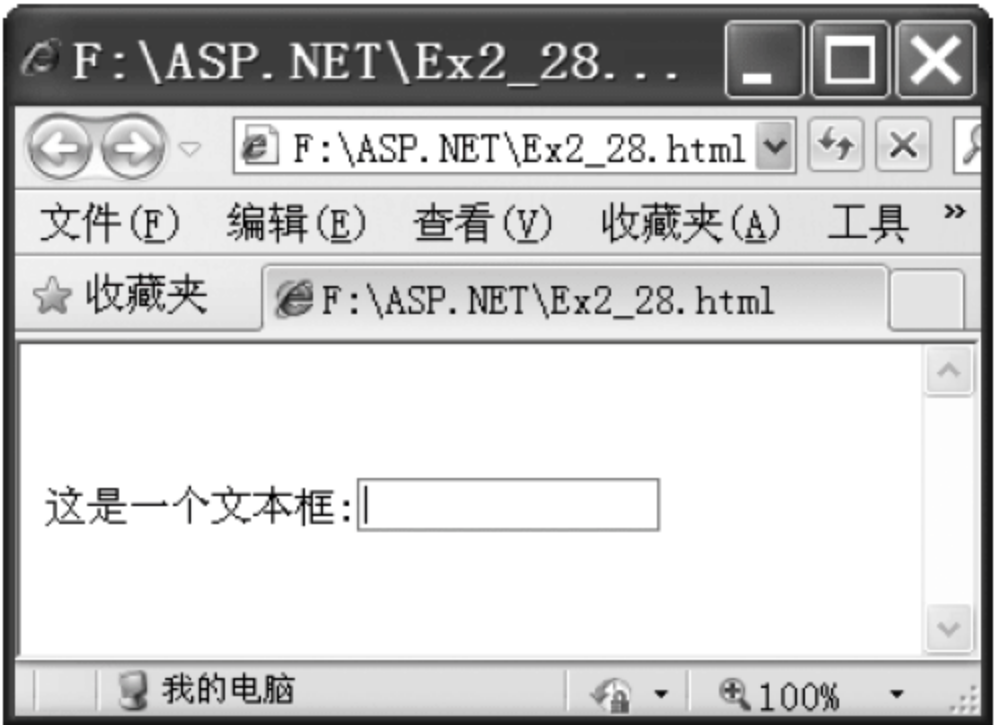 F:\ASP.NET\Ex2_28...
F:\ASP.NET\Ex2_28.html
文件(F) 编辑(E) 查看(V) 收藏夹(A) 工具 »
收藏夹 F:\ASP.NET\Ex2_28.html
这是一个文本框:
我的电脑 100%